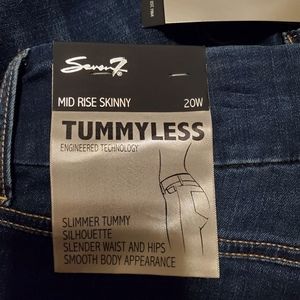 Seven7
MID RISE SKINNY 20W
TUMMYLESS
ENGINEERED TECHNOLOGY
SLIMMER TUMMY
SILHOUETTE
SLENDER WAIST AND HIPS
SMOOTH BODY APPEARANCE